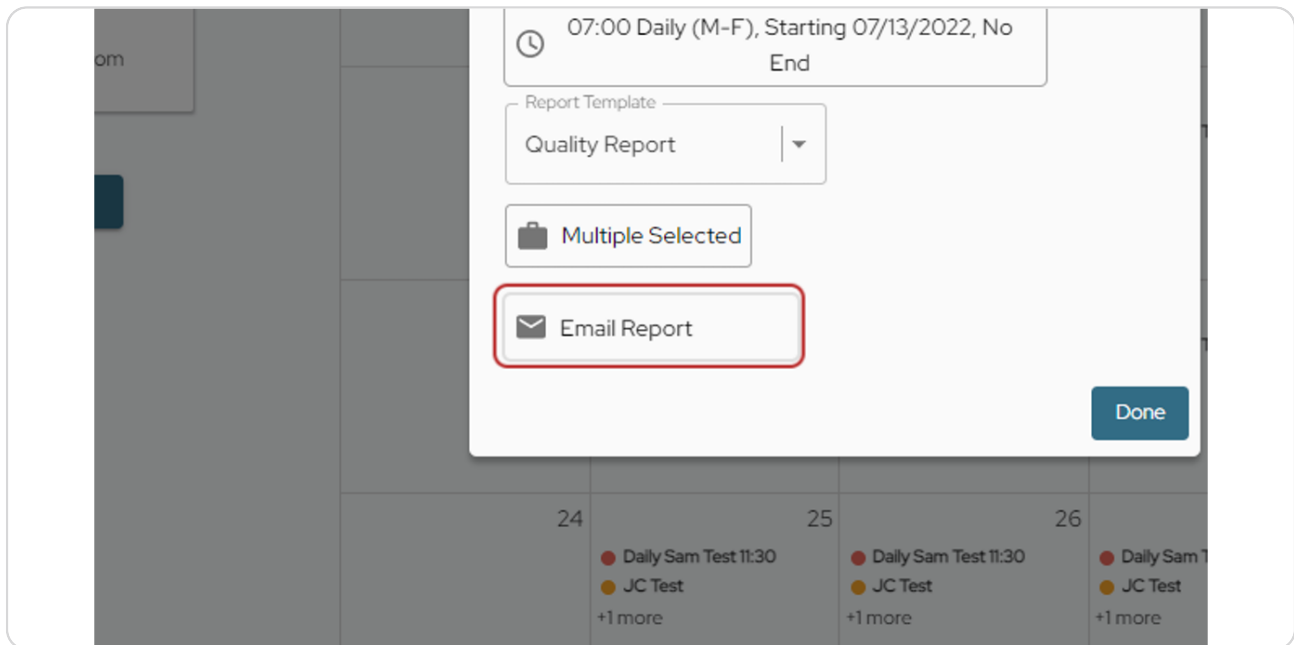 07:00 Daily (M-F), Starting 07/13/2022, No
End
om
Report Template
Quality Report
Multiple Selected
Email Report
Done
24
25
26
Daily Sam Test 11:30
Daily Sam Test 11:30
Daily Sam T
JC Test
JC Test
JC Test
+1 more
+1 more
+1 more